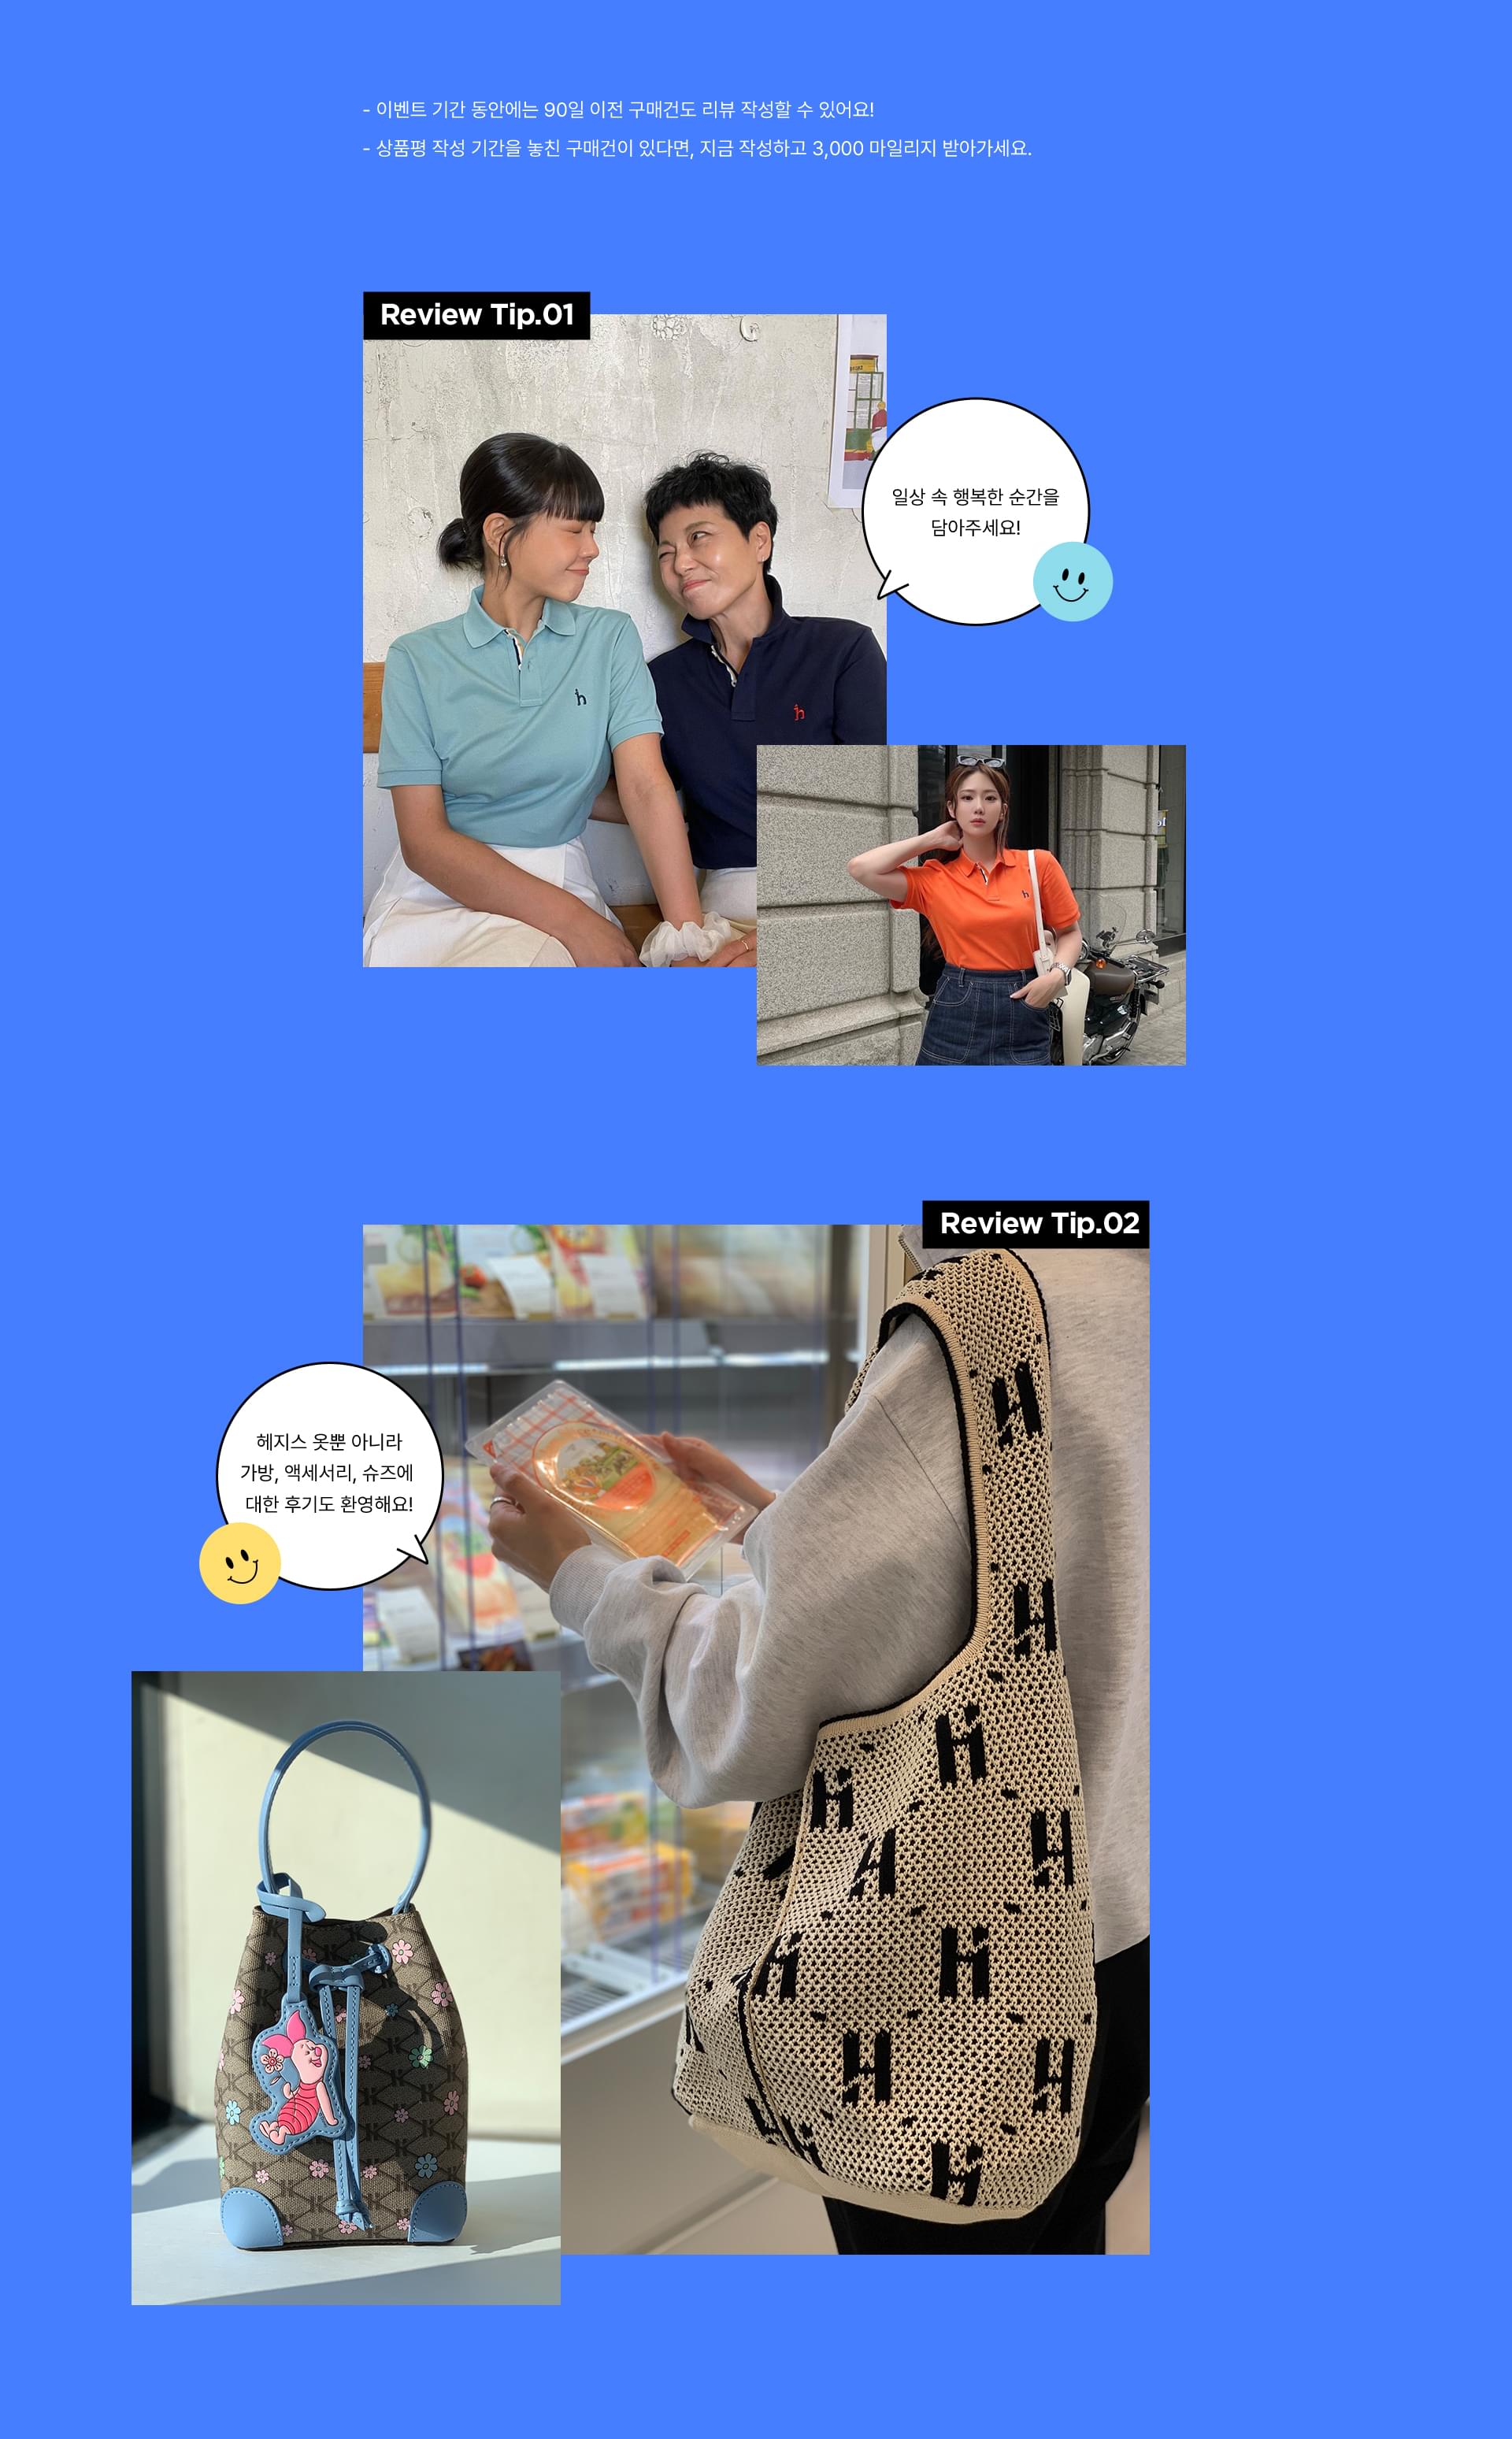 - 이벤트 기간 동안에는 90일 이전 구매건도 리뷰 작성할 수 있어요!
- 상품평 작성 기간을 놓친 구매건이 있다면, 지금 작성하고 3,000 마일리지 받아가세요.
Review Tip.01
일상 속 행복한 순간을
담아주세요!
Review Tip.02
헤지스 옷뿐 아니라
가방, 액세서리, 슈즈에
대한 후기도 환영해요!